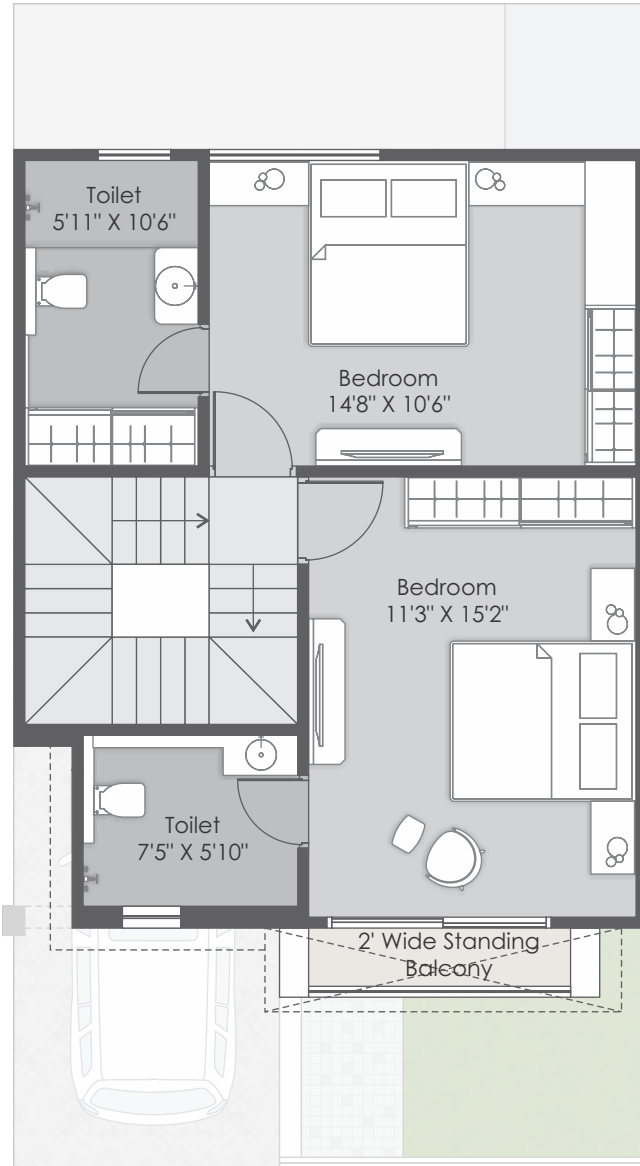 Toilet
5'11" X 10'6"
Bedroom
14'8" X 10'6"
Bedroom
11'3" X 15'2"
Toilet
7'5" X 5'10"
2' Wide Standing
Balcony